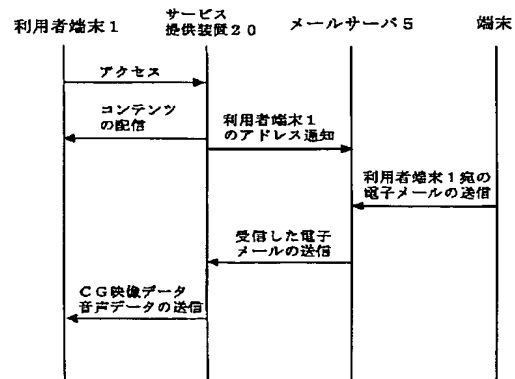 利用者端末1
サービス
提供装置20
メールサーバ5
端末
アクセス
コンテンツ
の配信
利用者端末1
のアドレス通知
利用者端末1宛の
電子メールの送信
受信した電子
メールの送信
CG映像データ
音声データの送信